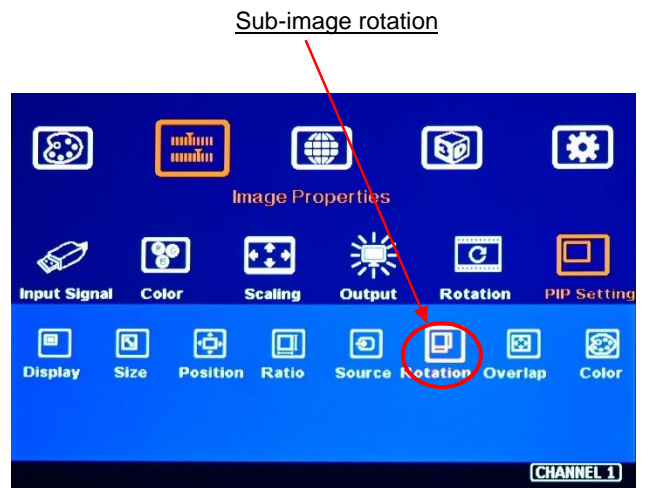 Sub-image rotation
Image Properties
Input Signal Color Scaling Output Rotation PIP Setting
Display Size Position Ratio Source Rotation Overlap Color
CHANNEL 1